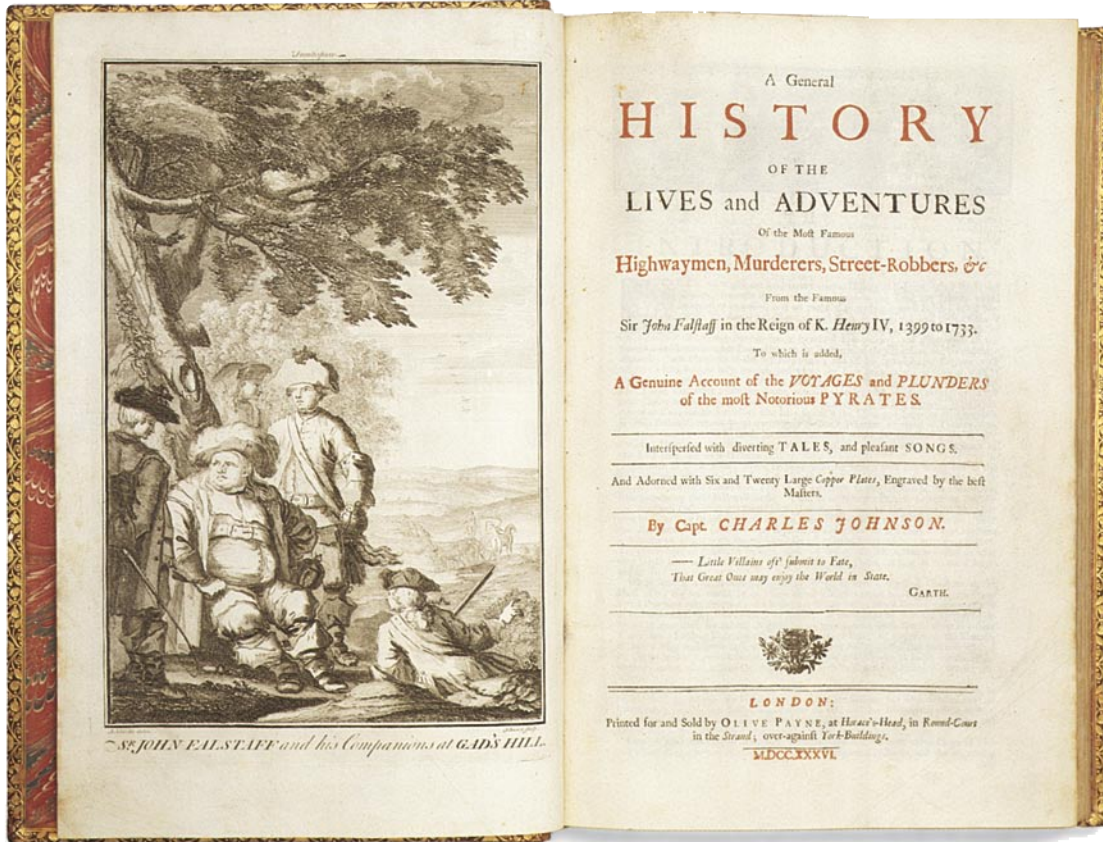 Sr. JOHN FALSTAFF and his Companions at GAD'S HILL.
A General
HISTORY
OF THE
LIVES and ADVENTURES
Of the Moſt Famous
Highwaymen, Murderers, Street-Robbers, &c
From the Famous
Sir John Falſtaff in the Reign of K. Henry IV, 1399 to 1733.
To which is added,
A Genuine Account of the VOYAGES and PLUNDERS
of the moſt Notorious PYRATES.
Interſperſed with diverting TALES, and pleaſant SONGS.
And Adorned with Six and Twenty Large Copper Plates, Engraved by the beſt
Maſters.
By Capt. CHARLES JOHNSON.
—— Little Villains oft' ſubmit to Fate,
That Great Ones may enjoy the World in State.
GARTH.
LONDON:
Printed for and Sold by OLIVE PAYNE, at Horace's-Head, in Round-Court
in the Strand; over-againſt York-Buildings.
M.DCC.XXXVI.